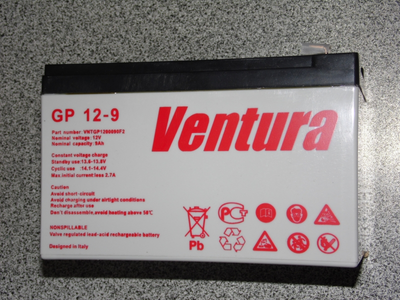 GP 12-9
Ventura
Part number: VNTGP1200900F2
Nominal voltage: 12V
Nominal capacity: 9Ah
Constant voltage charge
Standby use:13.5-13.8V
Cyclic use :14.1-14.4V
Max.initial current less 2.7A
CAUTION!
Avoid short-circuit
Avoid charging under airtight conditions
Recharge after use
Don't disassemble,avoid heating above 50°C
NONSPILLABLE
Valve regulated lead-acid rechargeable battery
Designed in Italy
Pb